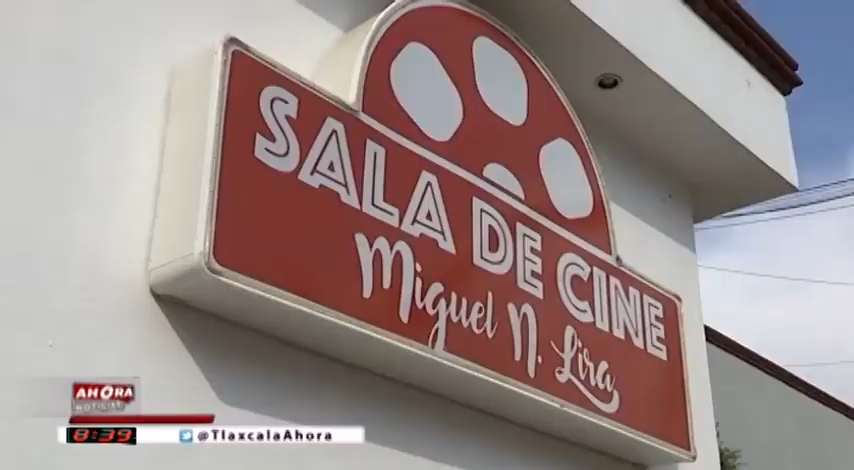 SALA DE CINE
Miguel N. Lira
AHORA
NOTICIAS
8:39
@TlaxcalaAhora